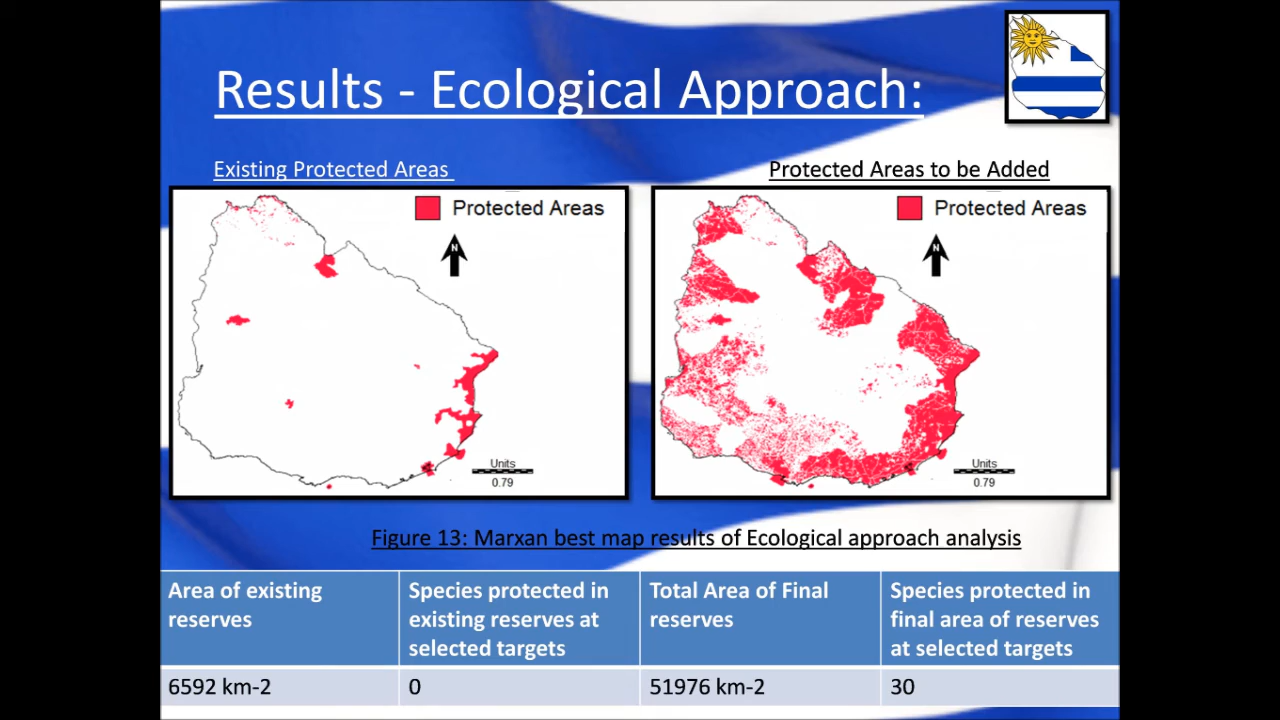 Results - Ecological Approach:
Existing Protected Areas
Protected Areas to be Added
Protected Areas
N
Units
0.79
Protected Areas
N
Units
0.79
Figure 13: Marxan best map results of Ecological approach analysis
Area of existing
reserves
Species protected in
existing reserves at
selected targets
Total Area of Final
reserves
Species protected in
final area of reserves
at selected targets
6592 km-2
0
51976 km-2
30